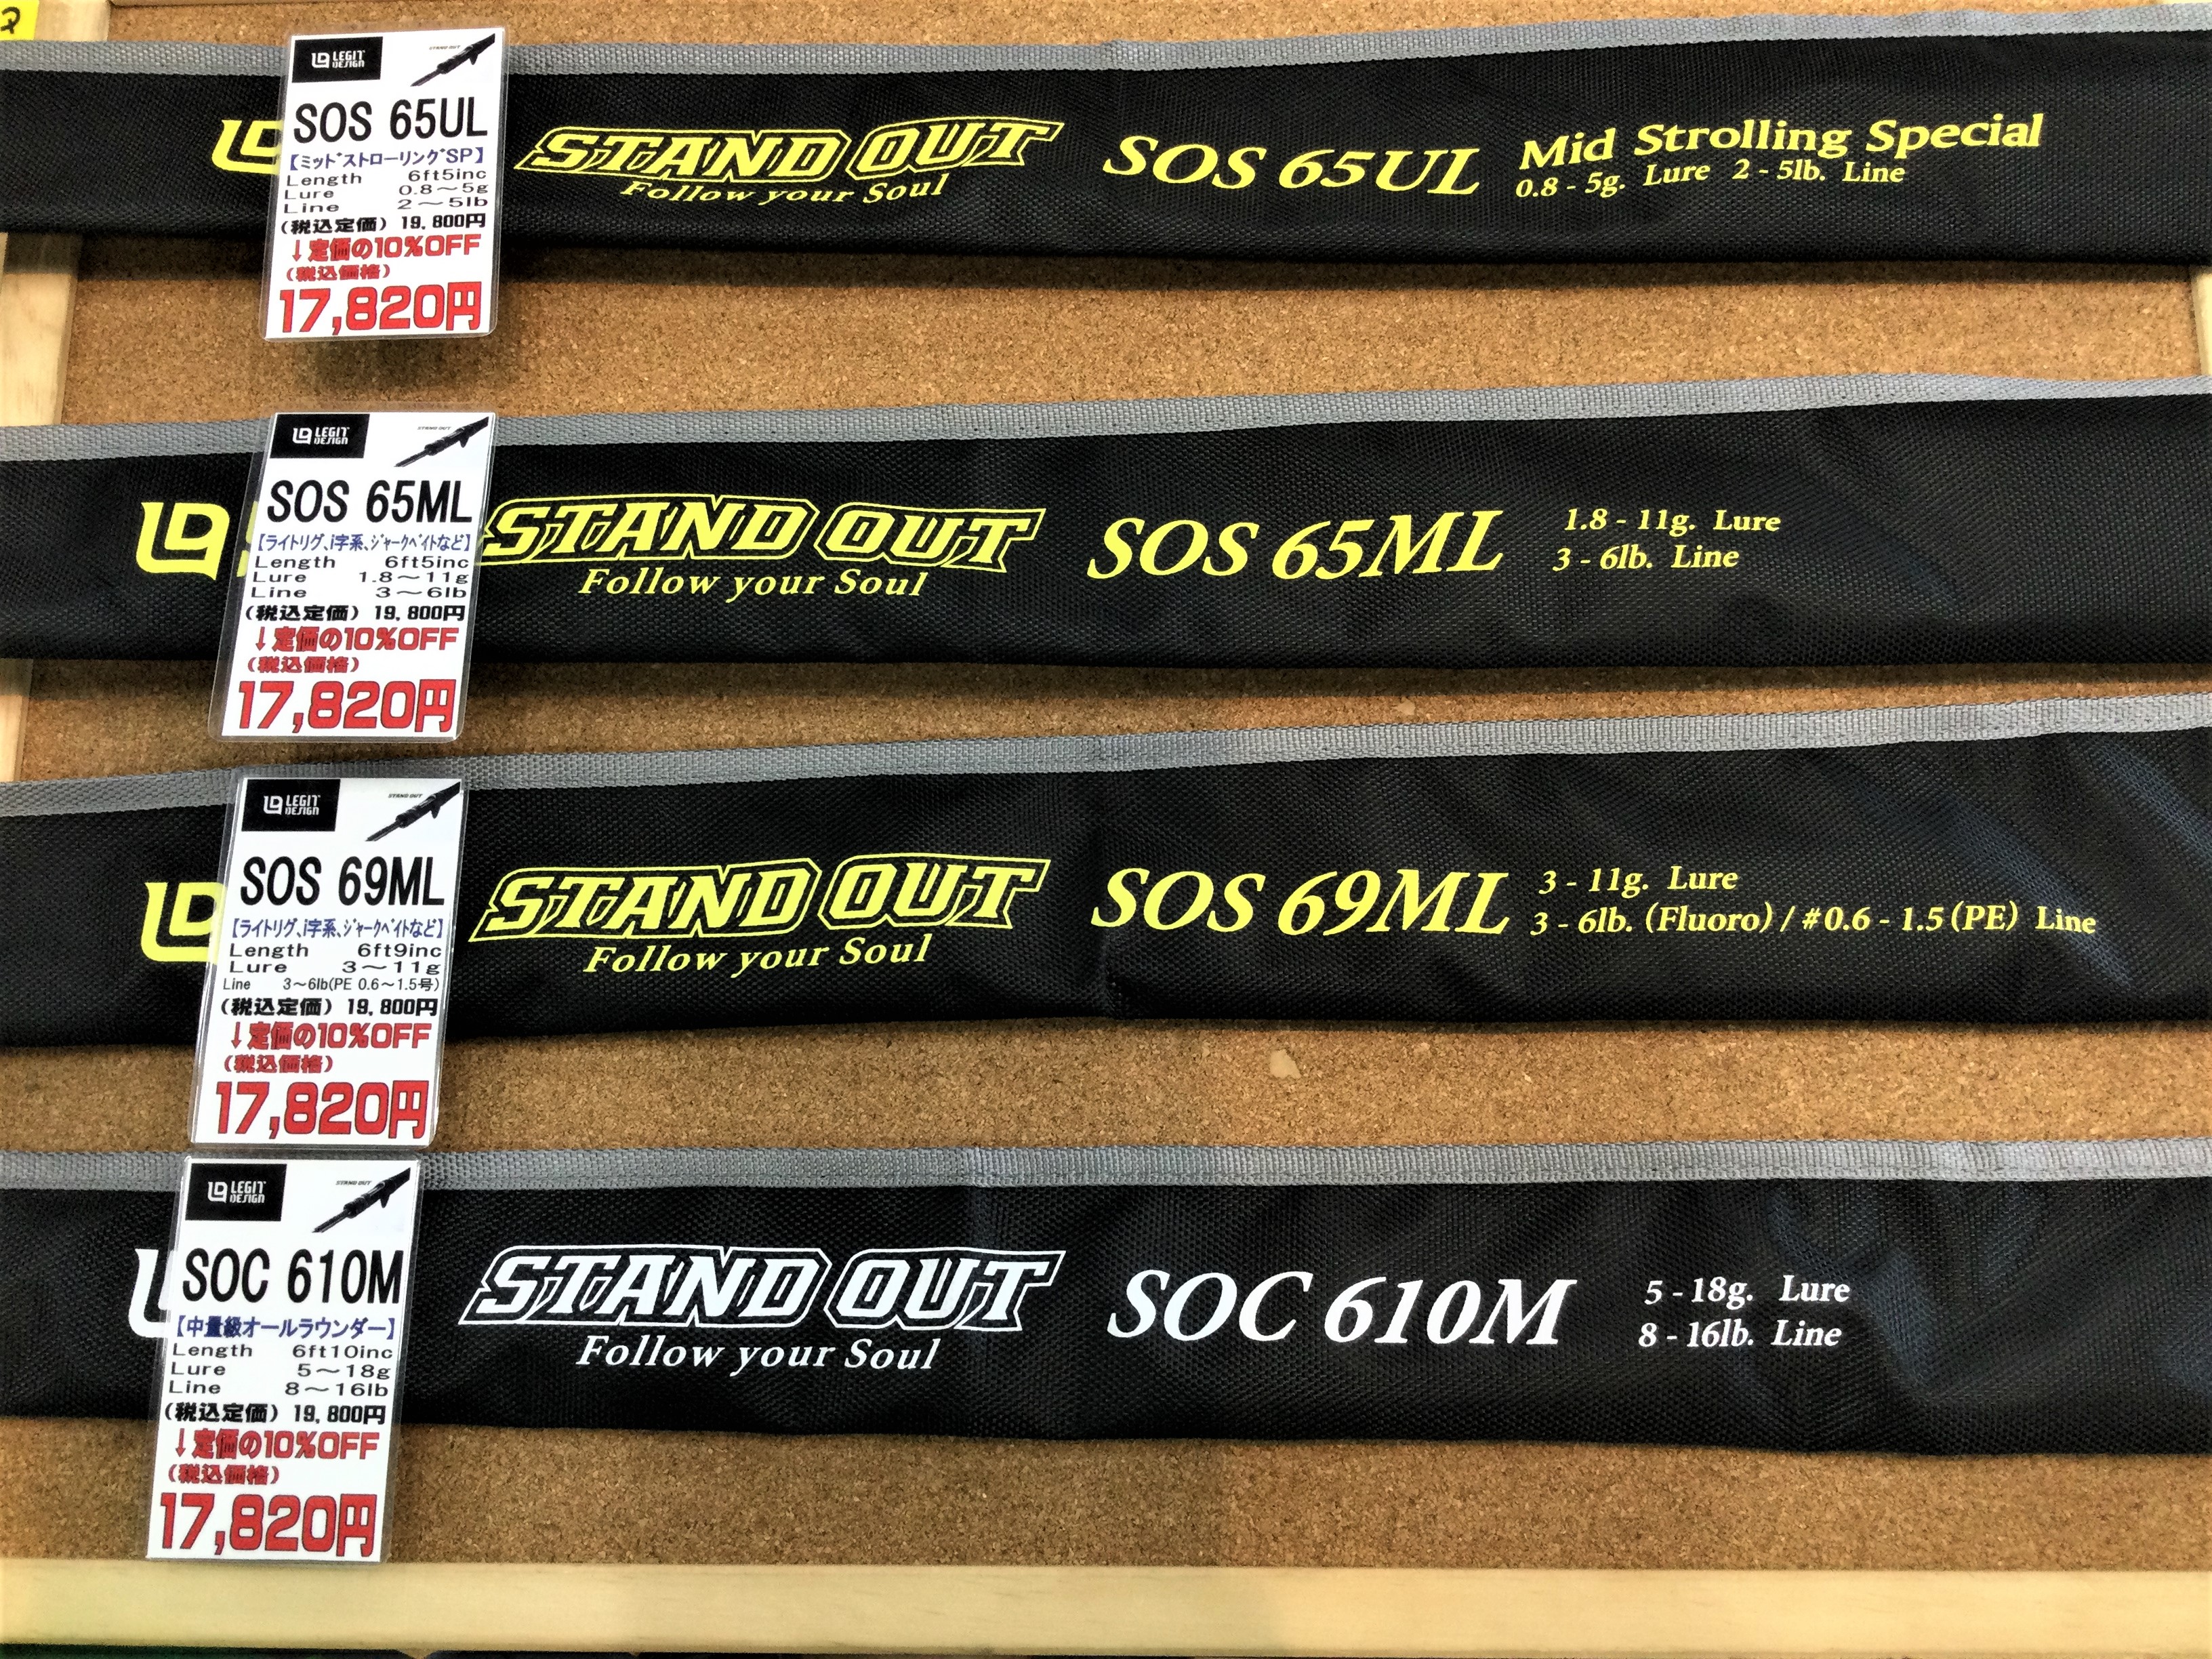 LEGIT DESIGN
STAND OUT
SOS 65UL
【ミッドストローリングSP】
Length 6ft5inc
Lure 0.8～5g
Line 2～5lb
(税込定価) 19,800円
↓定価の10%OFF
(税込価格)
17,820円
STAND OUT
Follow your Soul
SOS 65UL
Mid Strolling Special
0.8 - 5g. Lure 2 - 5lb. Line
LEGIT DESIGN
STAND OUT
SOS 65ML
【ライトリグ、i字系、ジャークベイトなど】
Length 6ft5inc
Lure 1.8～11g
Line 3～6lb
(税込定価) 19,800円
↓定価の10%OFF
(税込価格)
17,820円
STAND OUT
Follow your Soul
SOS 65ML
1.8 - 11g. Lure
3 - 6lb. Line
LEGIT DESIGN
STAND OUT
SOS 69ML
【ライトリグ、i字系、ジャークベイトなど】
Length 6ft9inc
Lure 3～11g
Line 3～6lb(PE 0.6～1.5号)
(税込定価) 19,800円
↓定価の10%OFF
(税込価格)
17,820円
STAND OUT
Follow your Soul
SOS 69ML
3 - 11g. Lure
3 - 6lb. (Fluoro) / #0.6 - 1.5 (PE) Line
LEGIT DESIGN
STAND OUT
SOC 610M
【中量級オールラウンダー】
Length 6ft10inc
Lure 5～18g
Line 8～16lb
(税込定価) 19,800円
↓定価の10%OFF
(税込価格)
17,820円
STAND OUT
Follow your Soul
SOC 610M
5 - 18g. Lure
8 - 16lb. Line